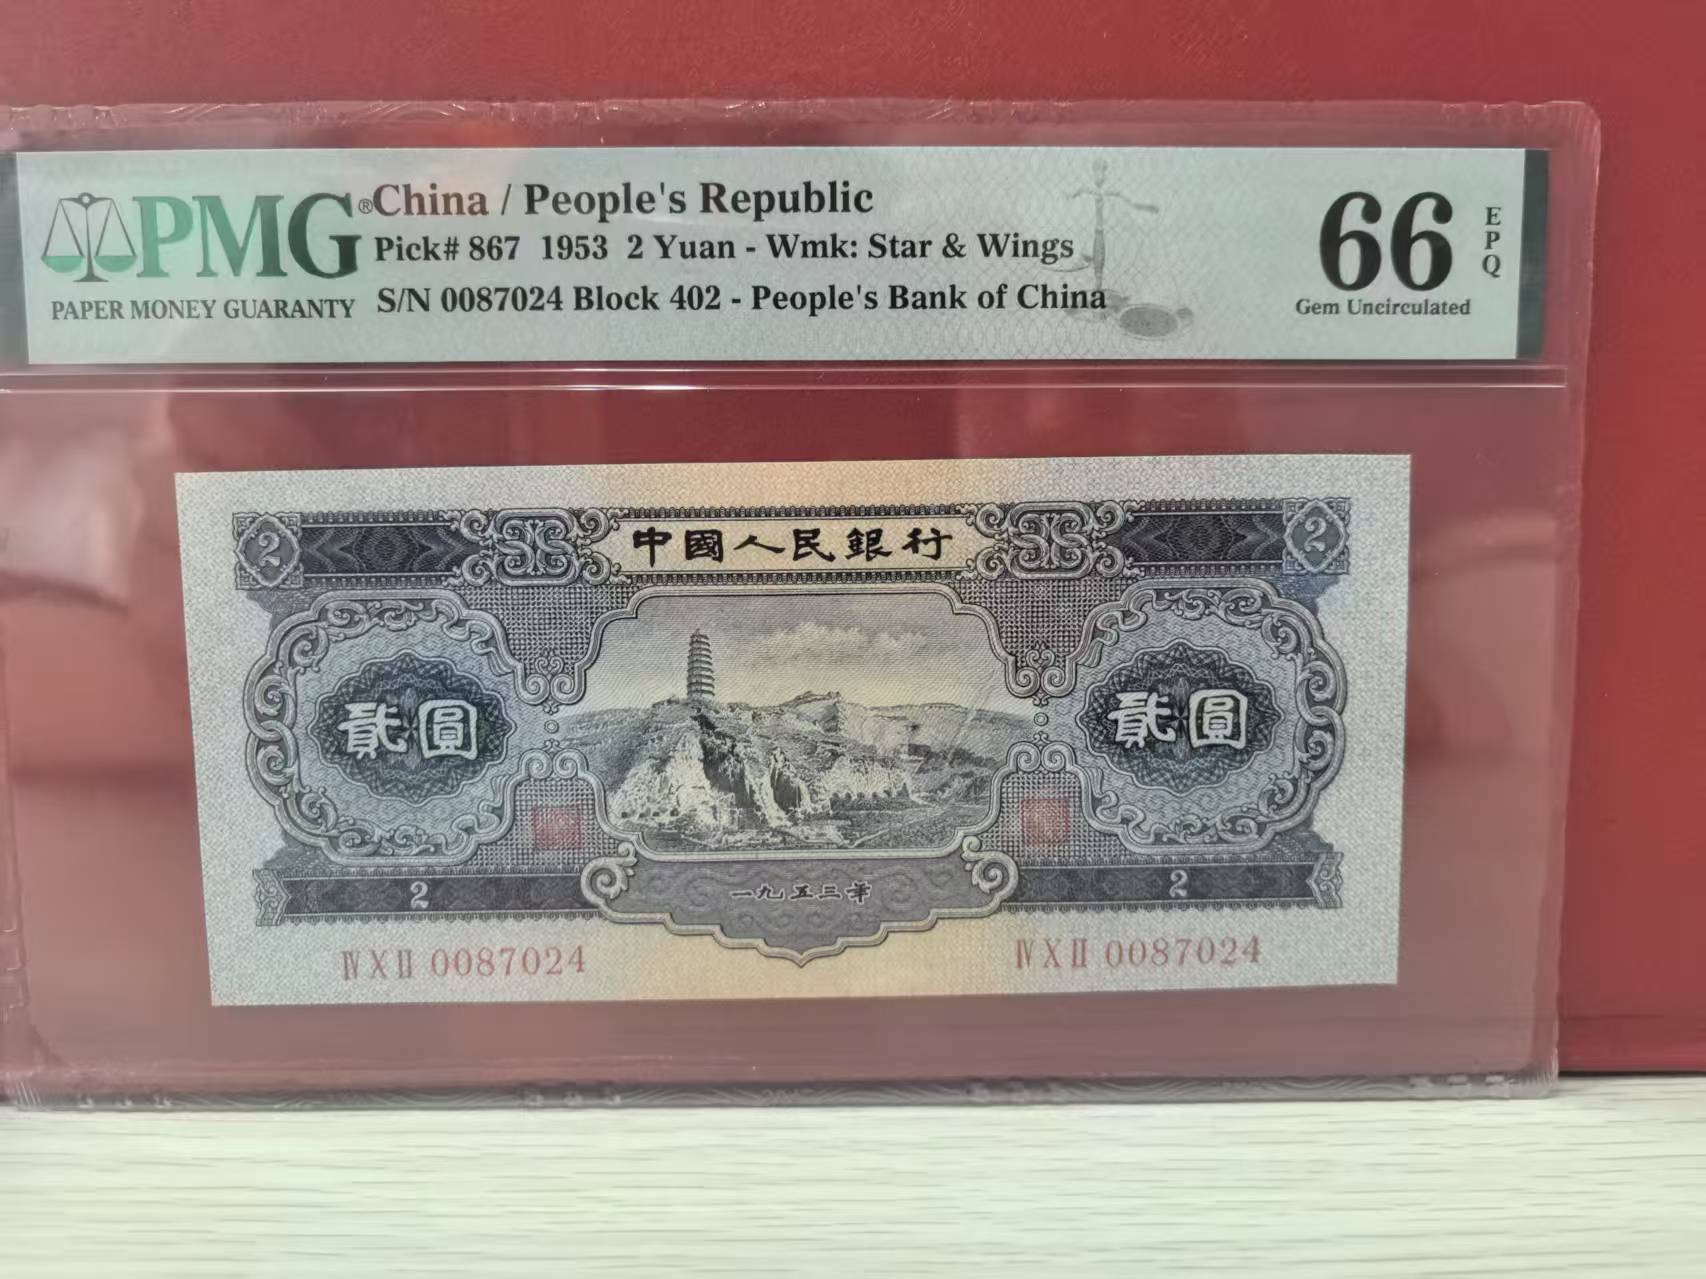 PMG®
PAPER MONEY GUARANTY
China / People's Republic
Pick# 867 1953 2 Yuan - Wmk: Star & Wings
S/N 0087024 Block 402 - People's Bank of China
66
EPQ
Gem Uncirculated
2
中國人民銀行
2
貳圓
貳圓
2
一九五三年
2
Ⅳ Ⅹ Ⅱ 0087024
Ⅳ Ⅹ Ⅱ 0087024